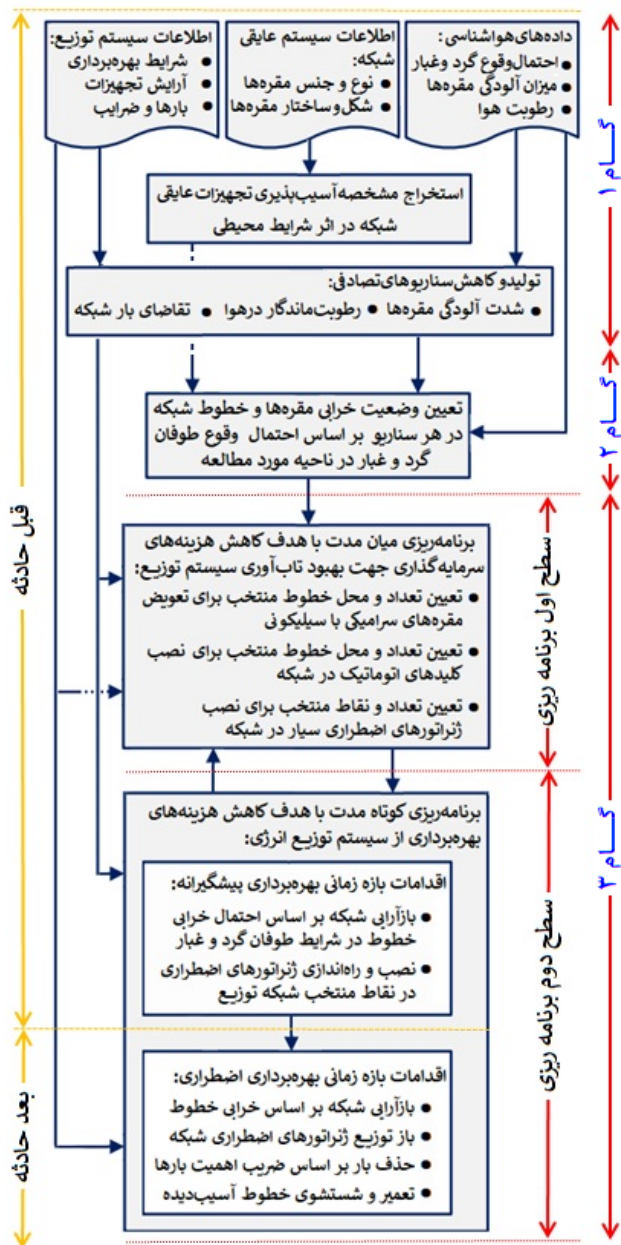 داده‌های هواشناسی:
● احتمال وقوع گرد و غبار
● میزان آلودگی مقره‌ها
● رطوبت هوا
اطلاعات سیستم عایقی
شبکه:
● نوع و جنس مقره‌ها
● شکل و ساختار مقره‌ها
اطلاعات سیستم توزیع:
● شرایط بهره‌برداری
● آرایش تجهیزات
● بارها و ضرایب
استخراج مشخصه آسیب‌پذیری تجهیزات عایقی
شبکه در اثر شرایط محیطی
تولید و کاهش سناریوهای تصادفی:
● شدت آلودگی مقره‌ها ● رطوبت ماندگار در هوا ● تقاضای بار شبکه
تعیین وضعیت خرابی مقره‌ها و خطوط شبکه
در هر سناریو بر اساس احتمال وقوع طوفان
گرد و غبار در ناحیه مورد مطالعه
برنامه‌ریزی میان مدت با هدف کاهش هزینه‌های
سرمایه‌گذاری جهت بهبود تاب‌آوری سیستم توزیع:
● تعیین تعداد و محل خطوط منتخب برای تعویض
مقره‌های سرامیکی با سیلیکونی
● تعیین تعداد و محل خطوط منتخب برای نصب
کلیدهای اتوماتیک در شبکه
● تعیین تعداد و نقاط منتخب برای نصب
ژنراتورهای اضطراری سیار در شبکه
برنامه‌ریزی کوتاه مدت با هدف کاهش هزینه‌های
بهره‌برداری از سیستم توزیع انرژی:
اقدامات بازه زمانی بهره‌برداری پیشگیرانه:
● بازآرایی شبکه بر اساس احتمال خرابی
خطوط در شرایط طوفان گرد و غبار
● نصب و راه‌اندازی ژنراتورهای اضطراری
در نقاط منتخب شبکه توزیع
اقدامات بازه زمانی بهره‌برداری اضطراری:
● بازآرایی شبکه بر اساس خرابی خطوط
● باز توزیع ژنراتورهای اضطراری شبکه
● حذف بار بر اساس ضریب اهمیت بارها
● تعمیر و شستشوی خطوط آسیب‌دیده
گــــام ۱
گــــام ۲
گــــام ۳
سطح اول برنامه ریزی
سطح دوم برنامه ریزی
قبل حادثه
بعد حادثه